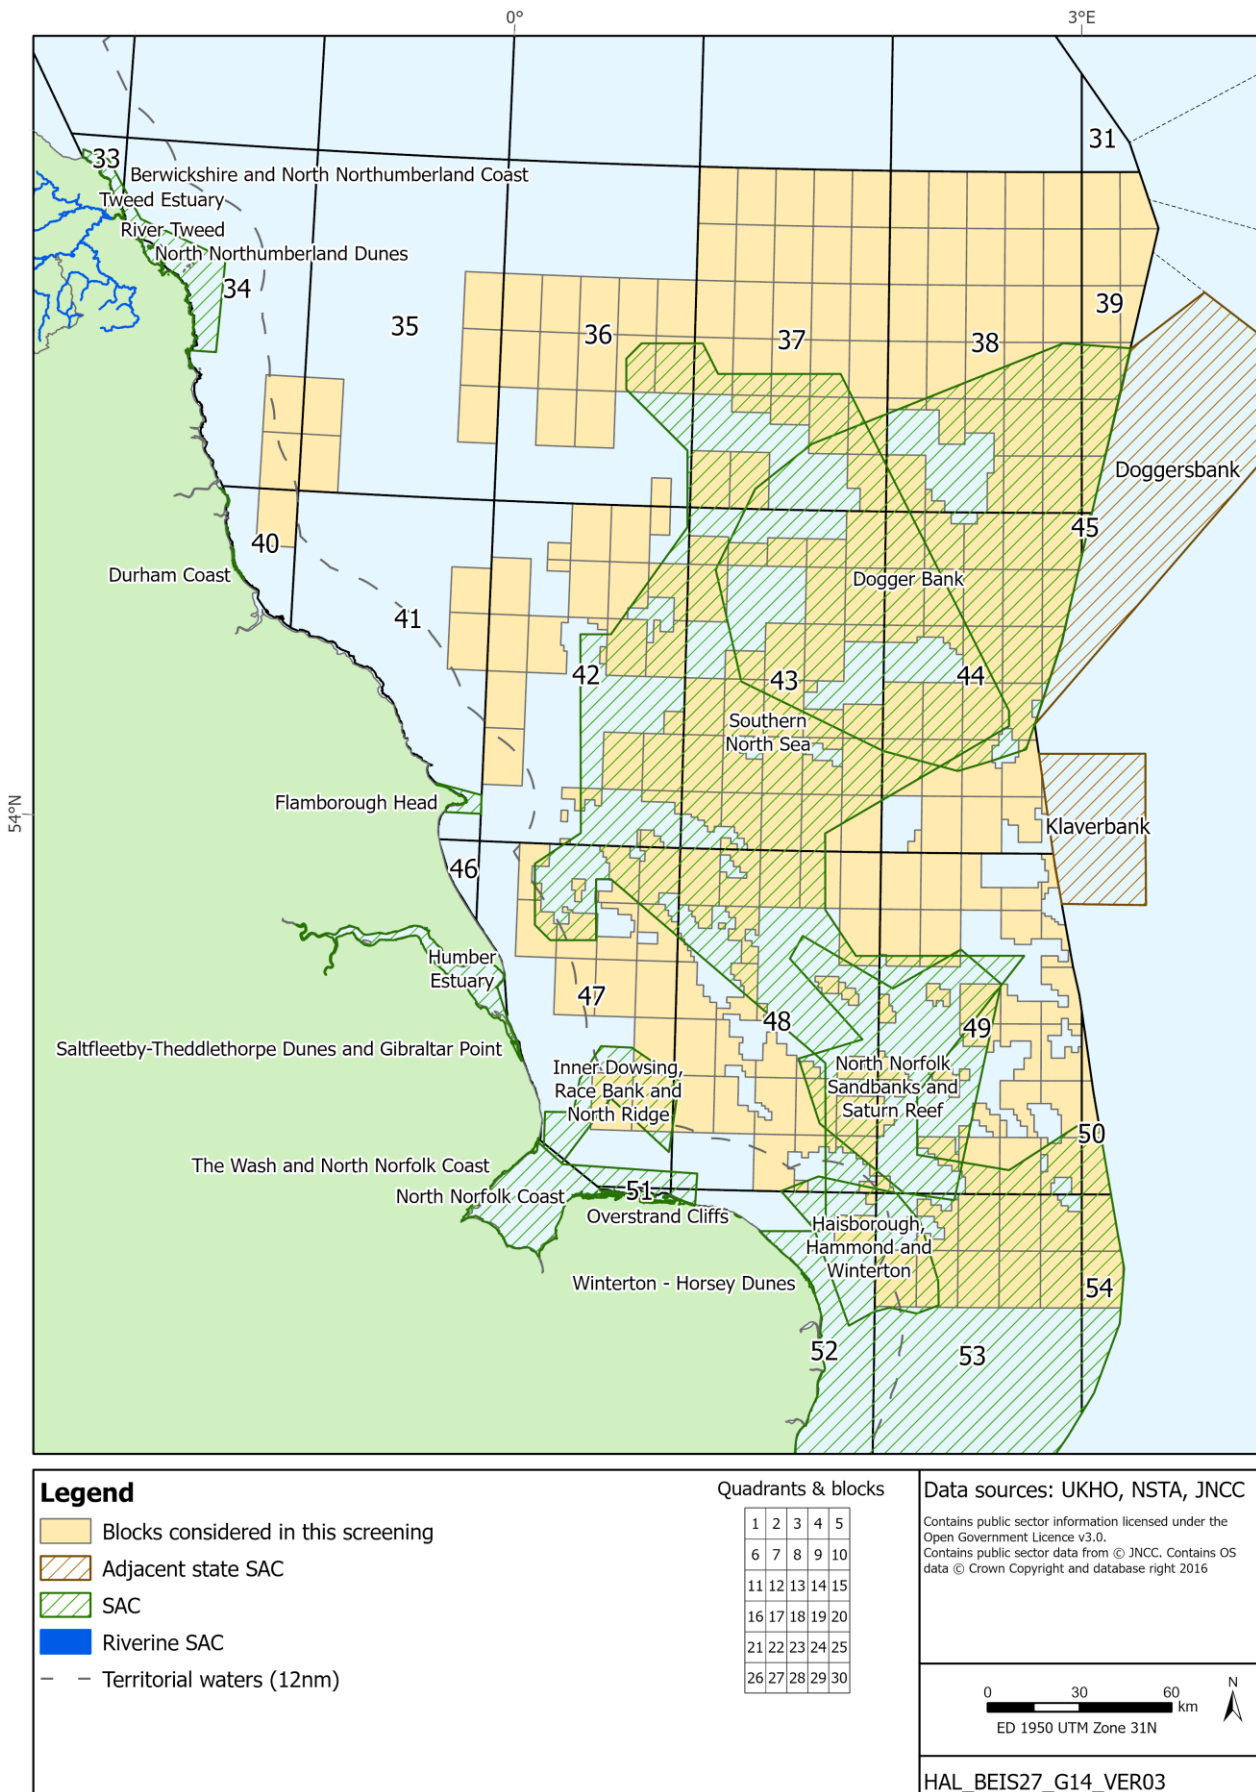 0°
3°E
54°N
31
33
Berwickshire and North Northumberland Coast
Tweed Estuary
River Tweed
North Northumberland Dunes
34
35
36
37
38
39
Doggersbank
45
40
Durham Coast
Dogger Bank
41
42
43
44
Southern
North Sea
Flamborough Head
Klaverbank
46
Humber
Estuary
47
48
49
Saltfleetby-Theddlethorpe Dunes and Gibraltar Point
Inner Dowsing,
Race Bank and
North Ridge
North Norfolk
Sandbanks and
Saturn Reef
50
The Wash and North Norfolk Coast
North Norfolk Coast
51
Overstrand Cliffs
Haisborough,
Hammond and
Winterton
Winterton - Horsey Dunes
54
52
53
Legend
Blocks considered in this screening
Adjacent state SAC
SAC
Riverine SAC
Territorial waters (12nm)
Quadrants & blocks
1 2 3 4 5
6 7 8 9 10
11 12 13 14 15
16 17 18 19 20
21 22 23 24 25
26 27 28 29 30
Data sources: UKHO, NSTA, JNCC
Contains public sector information licensed under the
Open Government Licence v3.0.
Contains public sector data from © JNCC. Contains OS
data © Crown Copyright and database right 2016
0 30 60
km
N
ED 1950 UTM Zone 31N
HAL_BEIS27_G14_VER03